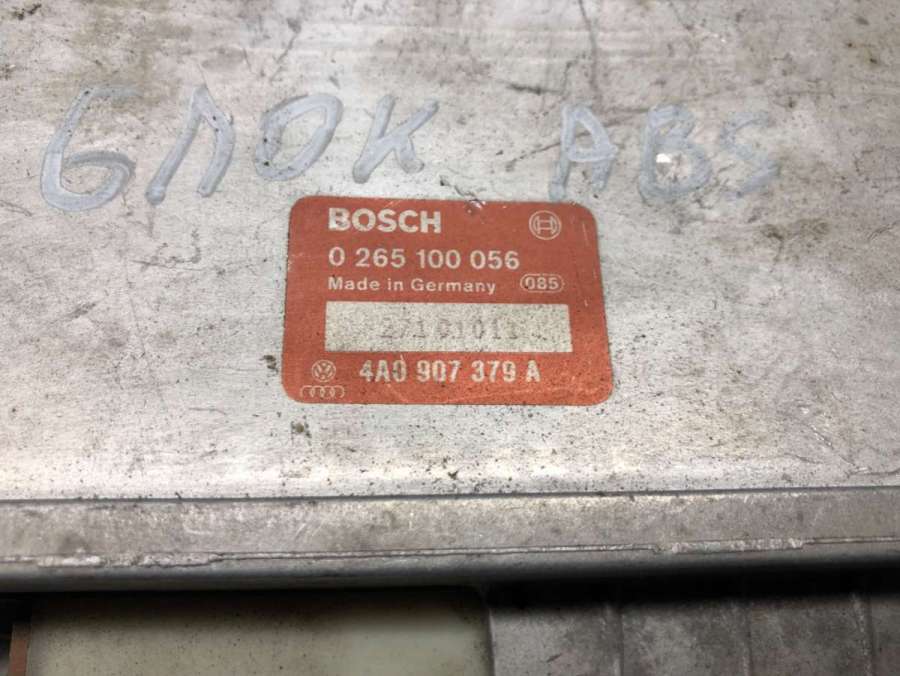 блок ABS
BOSCH
0 265 100 056
Made in Germany 085
4A0 907 379 A